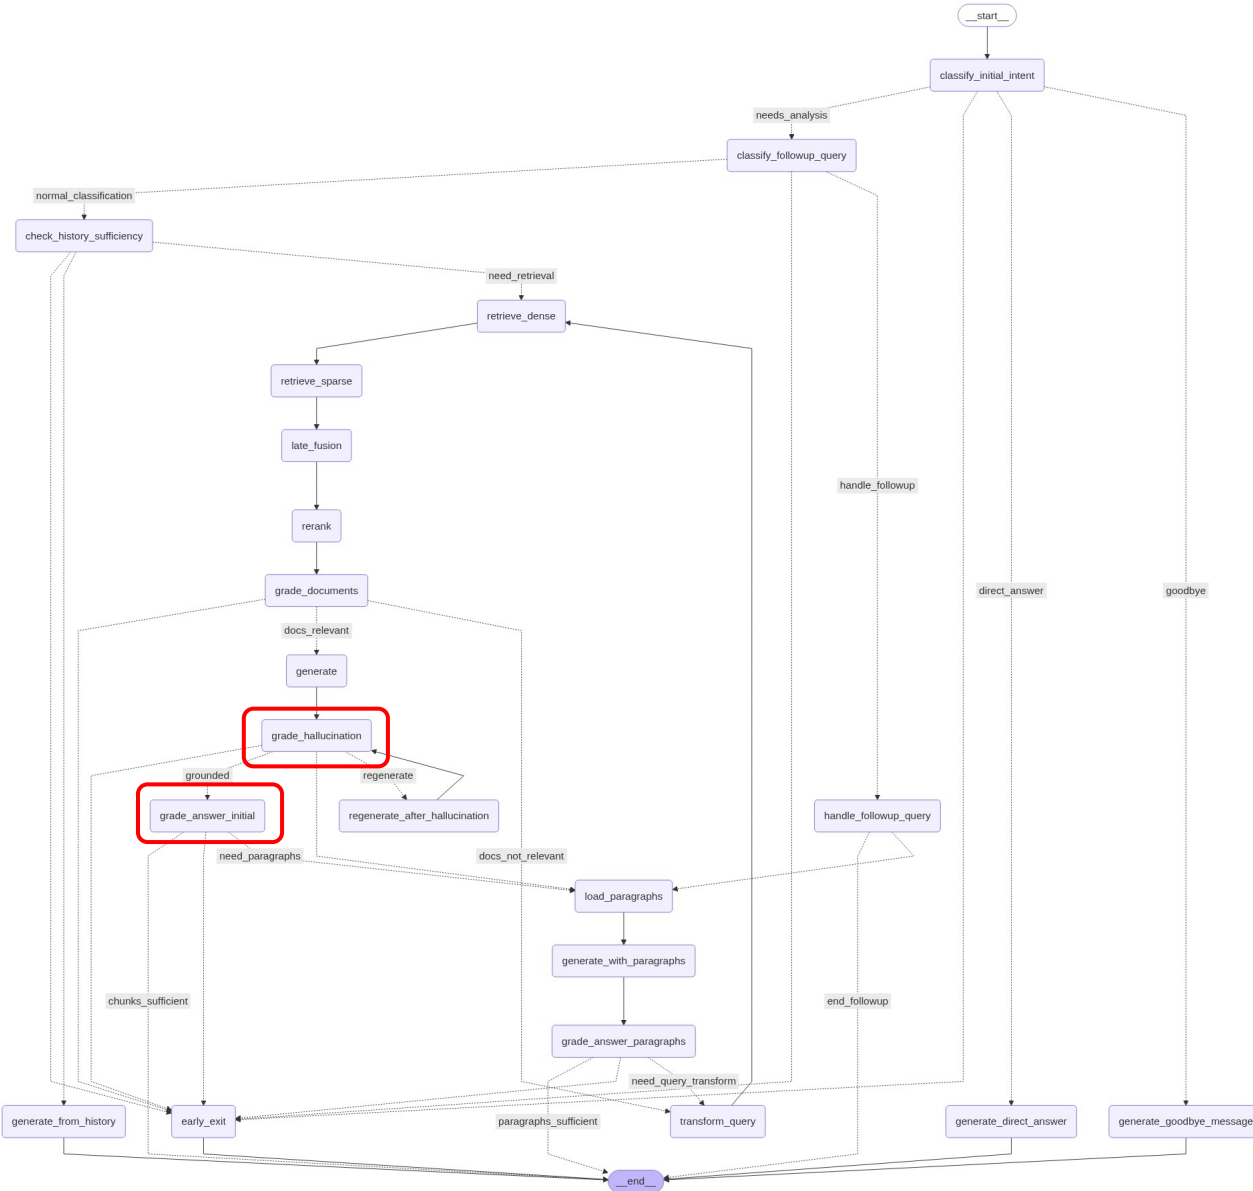 __start__
classify_initial_intent
needs_analysis
classify_followup_query
normal_classification
check_history_sufficiency
need_retrieval
retrieve_dense
retrieve_sparse
late_fusion
handle_followup
rerank
grade_documents
direct_answer
goodbye
docs_relevant
generate
grade_hallucination
grounded
regenerate
grade_answer_initial
regenerate_after_hallucination
handle_followup_query
need_paragraphs
docs_not_relevant
load_paragraphs
generate_with_paragraphs
chunks_sufficient
end_followup
grade_answer_paragraphs
need_query_transform
generate_from_history
early_exit
paragraphs_sufficient
transform_query
generate_direct_answer
generate_goodbye_message
__end__